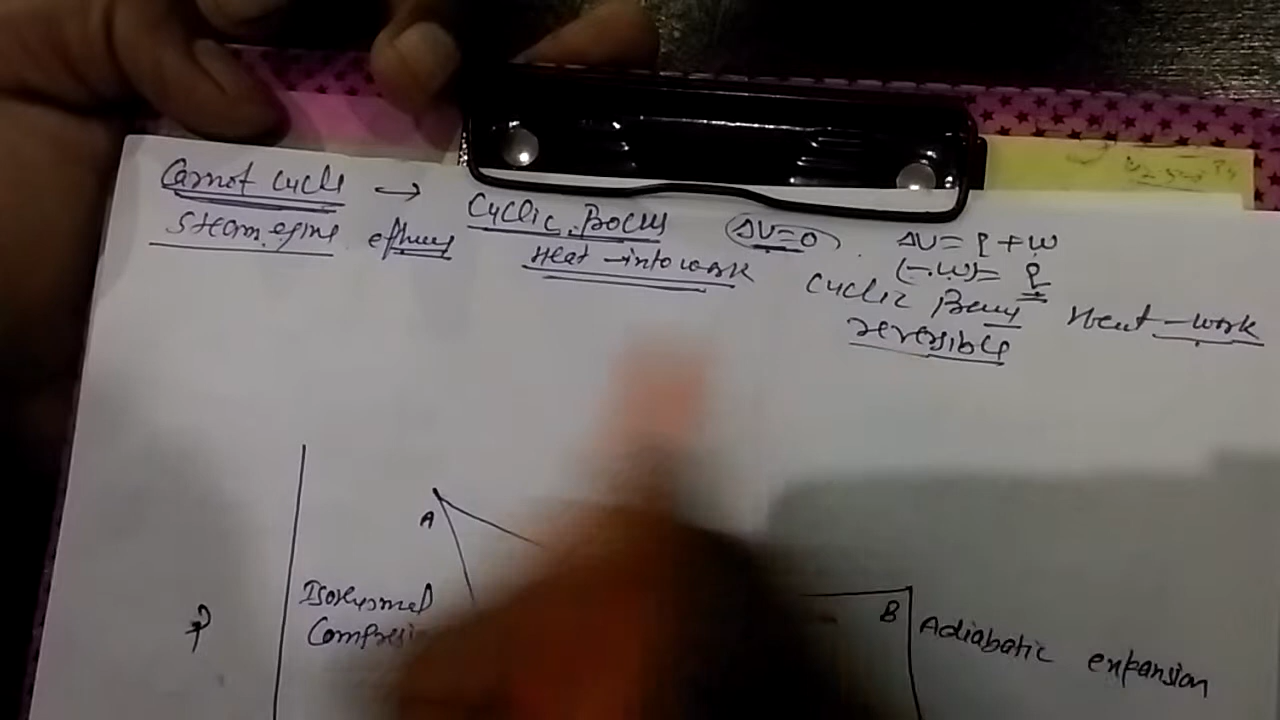 Carnot Cycle → Cyclic Process ΔU=0 ΔU= q + w
Steam engine Heat into work (-w)= q
Cyclic Process Heat – work
reversible
A
B
Isothermal
Adiabatic expansion
P